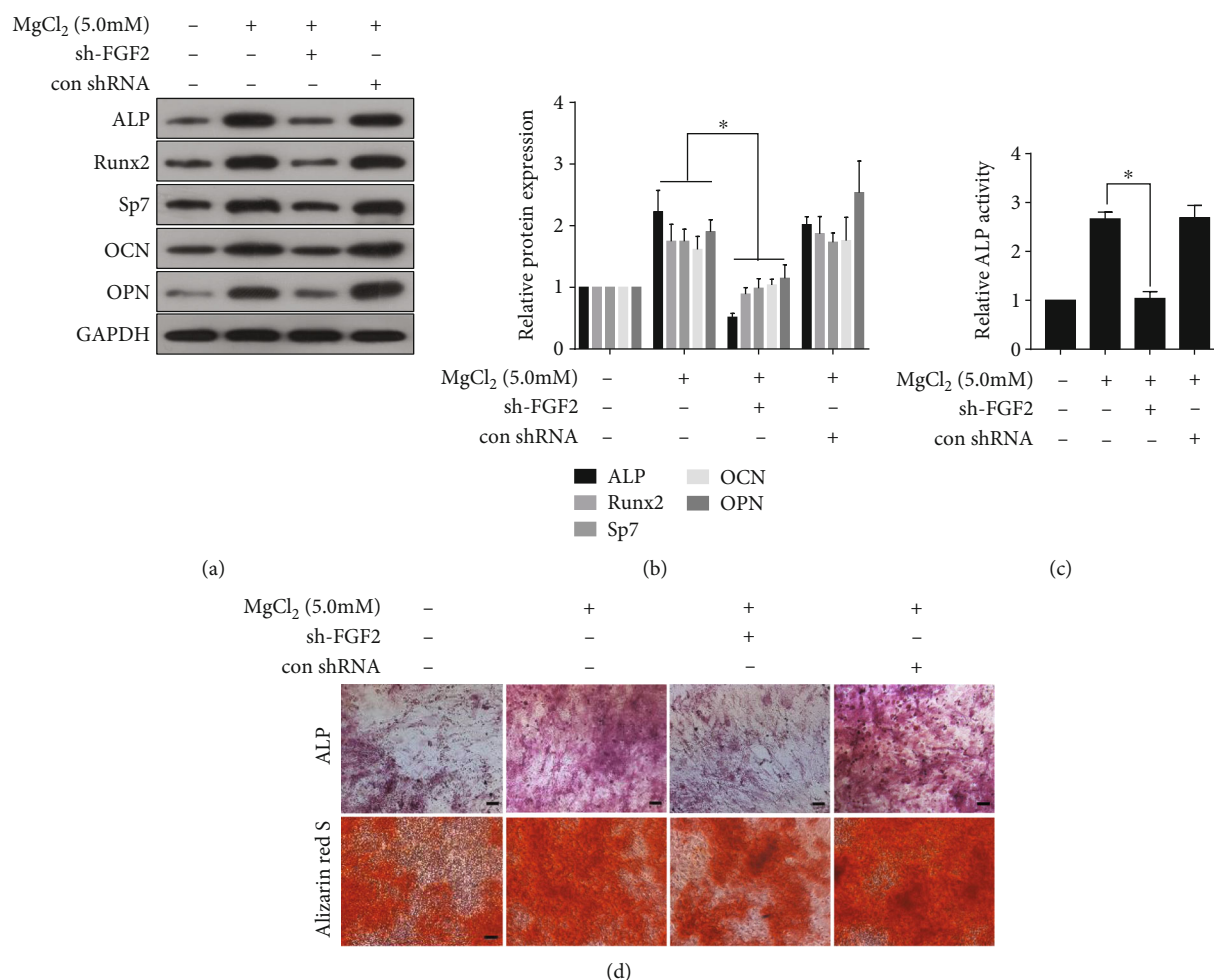 MgCl2 (5.0mM) – + + +
sh-FGF2 – – + –
con shRNA – – – +
ALP
Runx2
Sp7
OCN
OPN
GAPDH
(a)
Relative protein expression
4
3
2
1
0
MgCl2 (5.0mM) – + + +
sh-FGF2 – – + –
con shRNA – – – +
*
ALP OCN
Runx2 OPN
Sp7
(b)
Relative ALP activity
4
3
2
1
0
*
MgCl2 (5.0mM) – + + +
sh-FGF2 – – + –
con shRNA – – – +
(c)
MgCl2 (5.0mM) – + + +
sh-FGF2 – – + –
con shRNA – – – +
ALP
Alizarin red S
(d)